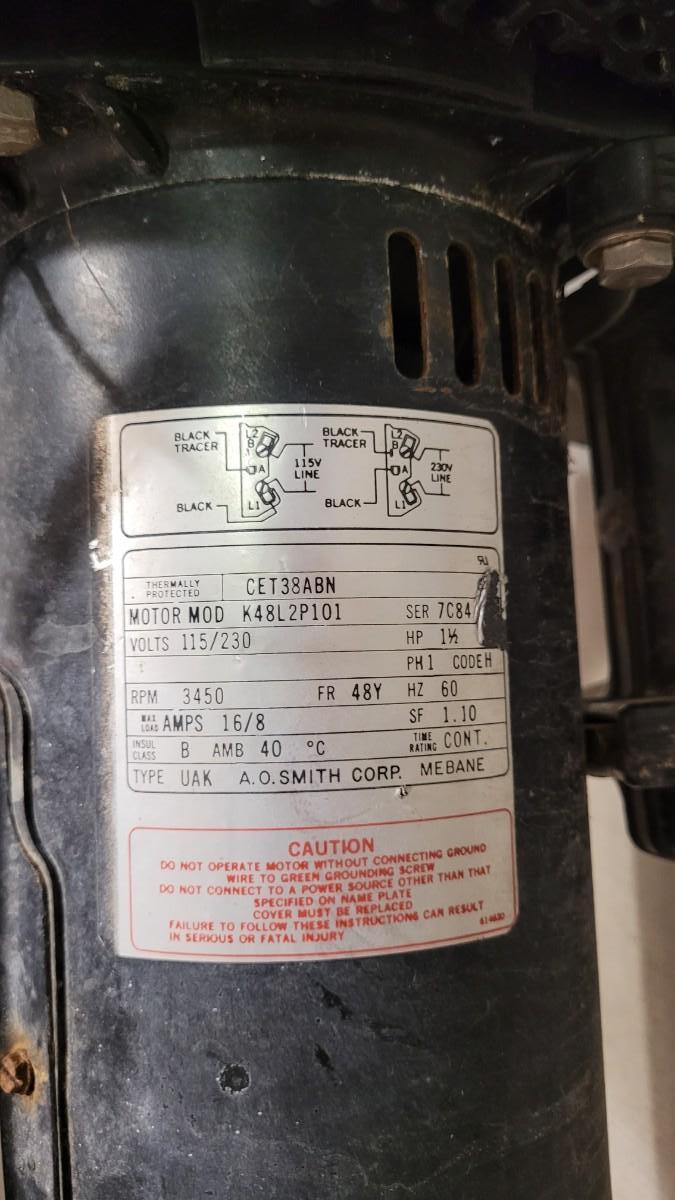 BLACK TRACER
L2
B
A
L1
115V LINE
BLACK
BLACK TRACER
L2
B
A
L1
230V LINE
BLACK
THERMALLY PROTECTED CET38ABN
MOTOR MOD K48L2P101 SER 7C84
VOLTS 115/230 HP 1½
PH 1 CODE H
RPM 3450 FR 48Y HZ 60
MAX LOAD AMPS 16/8 SF 1.10
INSUL CLASS B AMB 40 °C TIME RATING CONT.
TYPE UAK A.O.SMITH CORP. MEBANE
CAUTION
DO NOT OPERATE MOTOR WITHOUT CONNECTING GROUND
WIRE TO GREEN GROUNDING SCREW
DO NOT CONNECT TO A POWER SOURCE OTHER THAN THAT
SPECIFIED ON NAME PLATE
COVER MUST BE REPLACED
FAILURE TO FOLLOW THESE INSTRUCTIONS CAN RESULT
IN SERIOUS OR FATAL INJURY